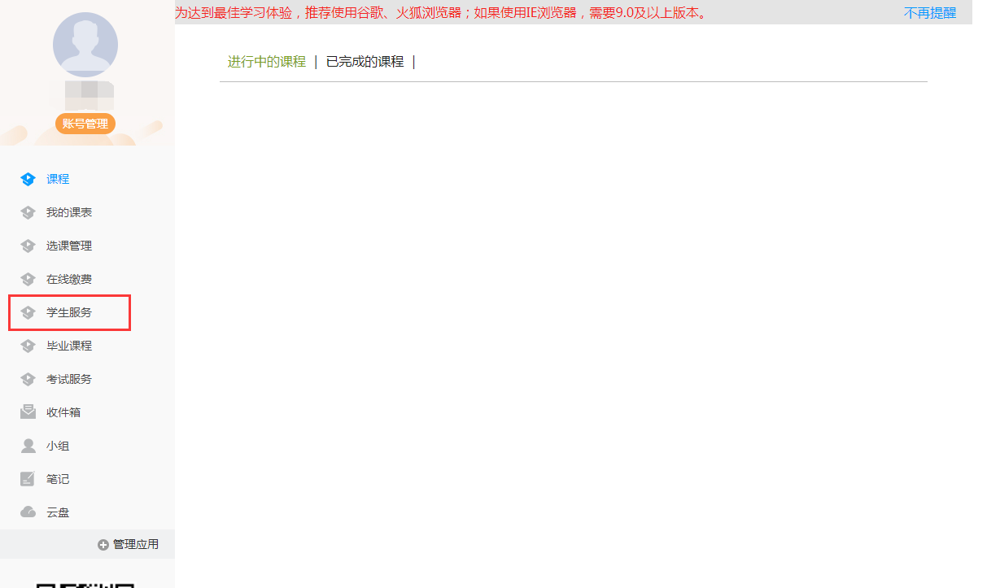 为达到最佳学习体验，推荐使用谷歌、火狐浏览器；如果使用IE浏览器，需要9.0及以上版本。 不再提醒
进行中的课程 | 已完成的课程 |
账号管理
课程
我的课表
选课管理
在线缴费
学生服务
毕业课程
考试服务
收件箱
小组
笔记
云盘
管理应用